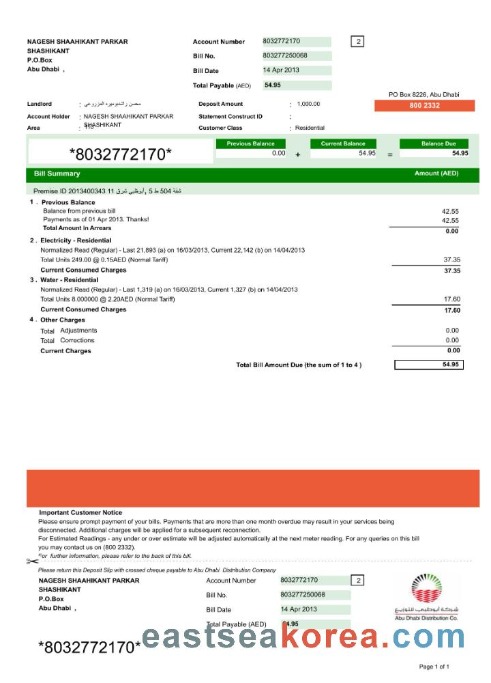 NAGESH SHAAHIKANT PARKAR
SHASHIKANT
P.O.Box
Abu Dhabi ,
Account Number 8032772170 2
Bill No. 803277250068
Bill Date 14 Apr 2013
Total Payable (AED) 54.95
PO Box 6226, Abu Dhabi
800 2332
Landlord :
Deposit Amount : 1,000.00
Account Holder : NAGESH SHAAHIKANT PARKAR
SHASHIKANT
Statement Construct ID :
Area :
Customer Class : Residential
*8032772170*
Previous Balance Current Balance Balance Due
0.00 + 54.95 = 54.95
Bill Summary Amount (AED)
Premise ID 2013400343 شقة 504 ط 5 ,أبوظبي شرق 11
1 . Previous Balance
Balance from previous bill 42.55
Payments as of 01 Apr 2013. Thanks! 42.55
Total Amount in Arrears 0.00
2 . Electricity - Residential
Normalized Read (Regular) - Last 21,893 (a) on 16/03/2013, Current 22,142 (b) on 14/04/2013
Total Units 249.00 @ 0.15AED (Normal Tariff) 37.35
Current Consumed Charges 37.35
3 . Water - Residential
Normalized Read (Regular) - Last 1,319 (a) on 16/03/2013, Current 1,327 (b) on 14/04/2013
Total Units 8.000000 @ 2.20AED (Normal Tariff) 17.60
Current Consumed Charges 17.60
4 . Other Charges
Total Adjustments 0.00
Total Corrections 0.00
Current Charges 0.00
Total Bill Amount Due (the sum of 1 to 4 ) 54.95
Important Customer Notice
Please ensure prompt payment of your bills. Payments that are more than one month overdue may result in your services being
disconnected. Additional charges will be applied for a subsequent reconnection.
For Estimated Readings - any under or over estimate will be adjusted automatically at the next meter reading. For any queries on this bill
you may contact us on (800 2332).
*For further information, please refer to the back of this bill.
Please return this Deposit Slip with crossed cheque payable to Abu Dhabi Distribution Company
NAGESH SHAAHIKANT PARKAR
SHASHIKANT
P.O.Box
Abu Dhabi ,
Account Number 8032772170 2
Bill No. 803277250068
Bill Date 14 Apr 2013
Total Payable (AED) 54.95
شركة أبوظبي للتوزيع
Abu Dhabi Distribution Co.
*8032772170*
eastseakorea.com
Page 1 of 1